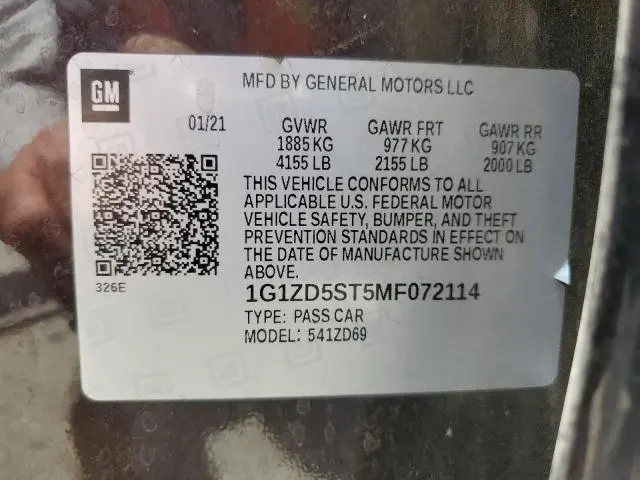 GM
MFD BY GENERAL MOTORS LLC
01/21 GVWR GAWR FRT GAWR RR
1885 KG 977 KG 907 KG
4155 LB 2155 LB 2000 LB
THIS VEHICLE CONFORMS TO ALL
APPLICABLE U.S. FEDERAL MOTOR
VEHICLE SAFETY, BUMPER, AND THEFT
PREVENTION STANDARDS IN EFFECT ON
THE DATE OF MANUFACTURE SHOWN
ABOVE.
326E
1G1ZD5ST5MF072114
TYPE: PASS CAR
MODEL: 541ZD69